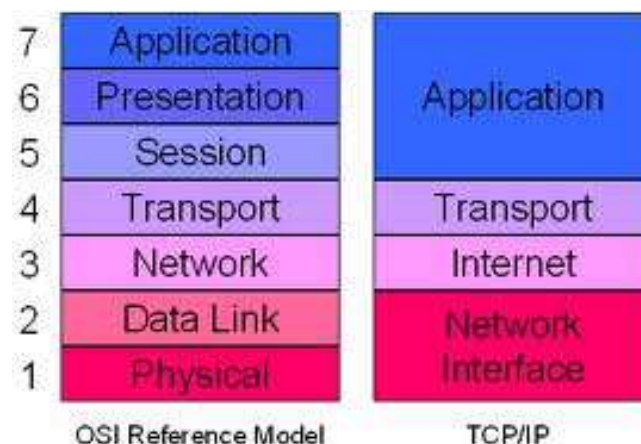 7 Application
6 Presentation
5 Session
4 Transport
3 Network
2 Data Link
1 Physical
OSI Reference Model
Application
Transport
Internet
Network
Interface
TCP/IP